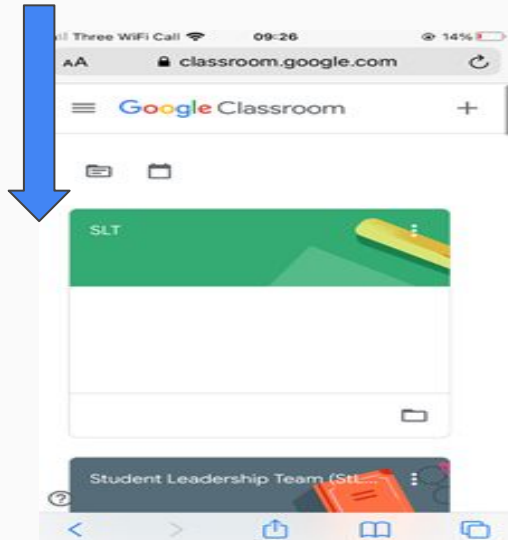 Three WiFi Call 09:26 14%
AA classroom.google.com
Google Classroom +
SLT
Student Leadership Team (StL...
?